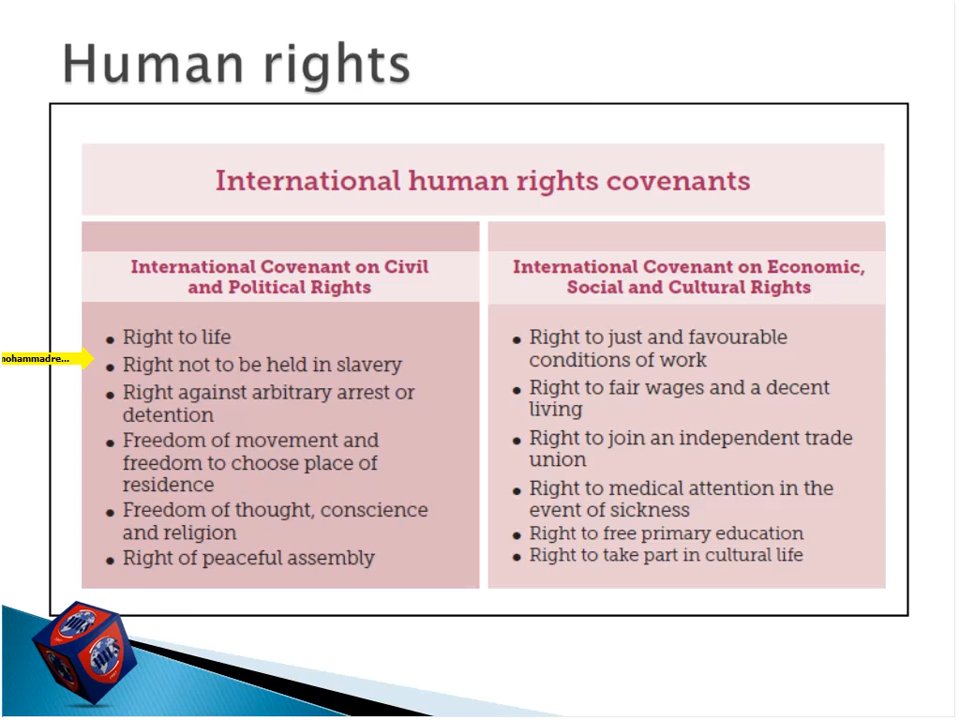 Human rights
International human rights covenants
International Covenant on Civil
and Political Rights
• Right to life
• Right not to be held in slavery
• Right against arbitrary arrest or
detention
• Freedom of movement and
freedom to choose place of
residence
• Freedom of thought, conscience
and religion
• Right of peaceful assembly
International Covenant on Economic,
Social and Cultural Rights
• Right to just and favourable
conditions of work
• Right to fair wages and a decent
living
• Right to join an independent trade
union
• Right to medical attention in the
event of sickness
• Right to free primary education
• Right to take part in cultural life
mohammadre...